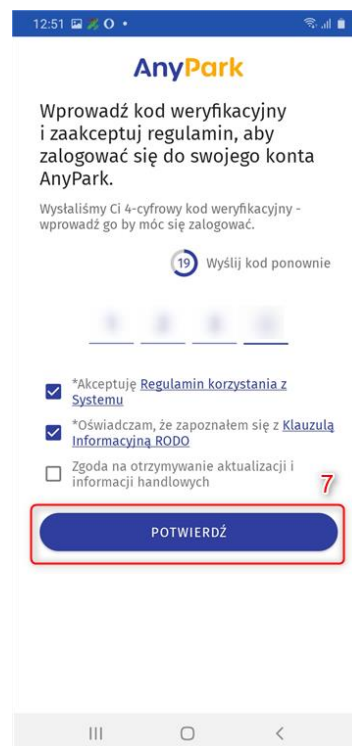 12:51
AnyPark
Wprowadź kod weryfikacyjny
i zaakceptuj regulamin, aby
zalogować się do swojego konta
AnyPark.
Wysłaliśmy Ci 4-cyfrowy kod weryfikacyjny -
wprowadź go by móc się zalogować.
19 Wyślij kod ponownie
*Akceptuję Regulamin korzystania z
Systemu
*Oświadczam, że zapoznałem się z Klauzulą
Informacyjną RODO
Zgoda na otrzymywanie aktualizacji i
informacji handlowych
7
POTWIERDŹ